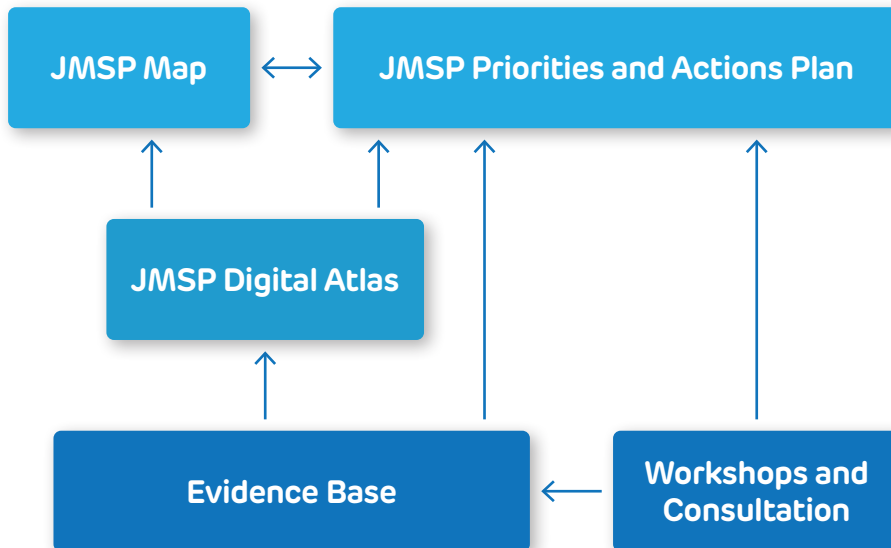 JMSP Map
JMSP Priorities and Actions Plan
JMSP Digital Atlas
Evidence Base
Workshops and
Consultation